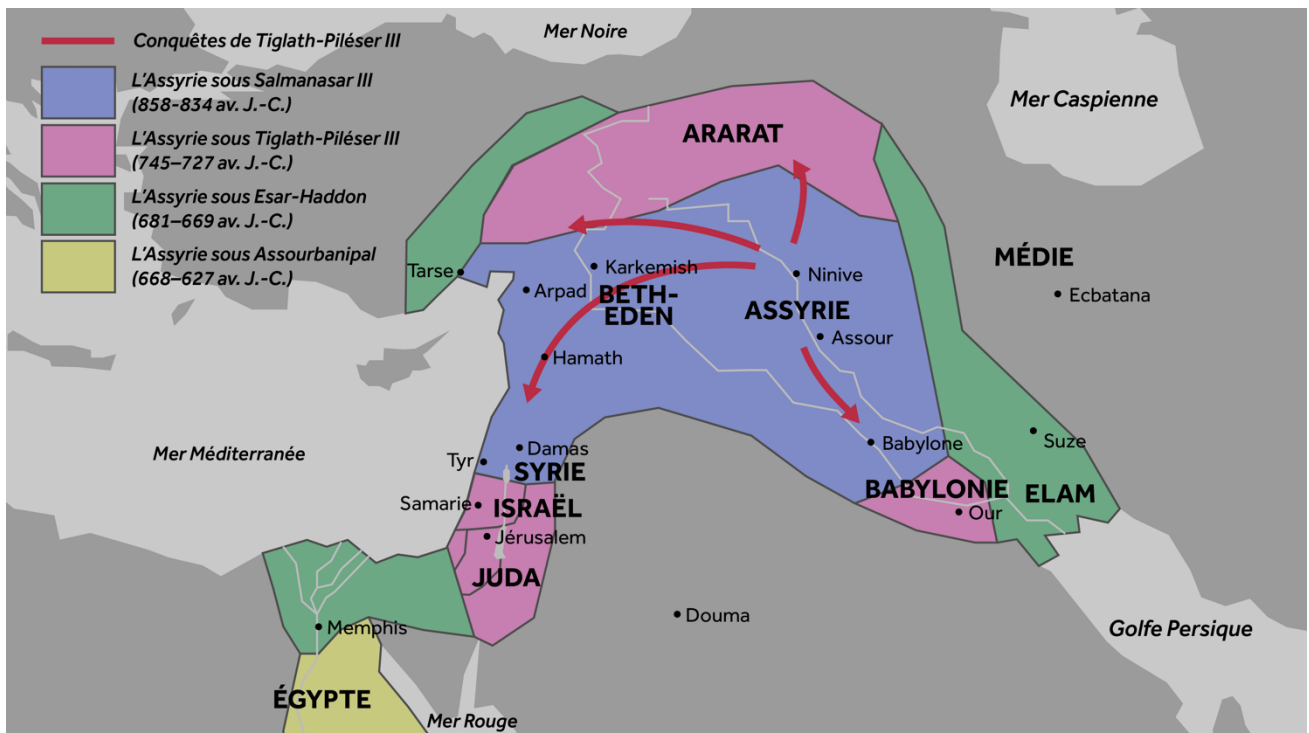 Conquêtes de Tiglath-Piléser III
L'Assyrie sous Salmanasar III
(858-834 av. J.-C.)
L'Assyrie sous Tiglath-Piléser III
(745–727 av. J.-C.)
L'Assyrie sous Esar-Haddon
(681–669 av. J.-C.)
L'Assyrie sous Assourbanipal
(668–627 av. J.-C.)
Mer Noire
Mer Caspienne
ARARAT
MÉDIE
Tarse
Karkemish
Ninive
Ecbatana
Arpad
BETH-
EDEN
ASSYRIE
Assour
Hamath
Mer Méditerranée
Tyr
Damas
SYRIE
Babylone
Suze
BABYLONIE
ELAM
Samarie
ISRAËL
Our
Jérusalem
JUDA
Memphis
Douma
Golfe Persique
ÉGYPTE
Mer Rouge